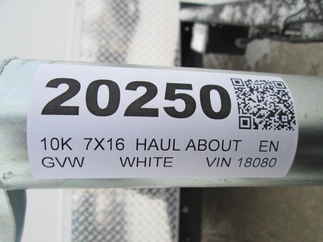 20250
10K 7X16 HAUL ABOUT EN
GVW WHITE VIN 18080